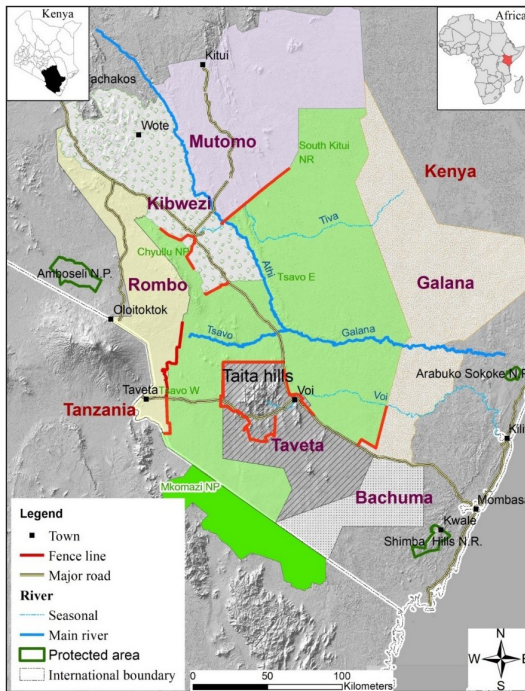 Kenya
Africa
Kitui
achakos
Wote
Mutomo
South Kitui
NR
Kenya
Kibwezi
Tiva
Chyullu NP
Athi
Tsavo E
Amboseli N.P.
Rombo
Galana
Oloitoktok
Tsavo
Galana
Arabuko Sokoke N.R
Taita hills
Taveta
Tsavo W
Voi
Voi
Tanzania
Kili
Taveta
Mkomazi NP
Bachuma
Mombasa
Kwale
Shimba Hills N.R.
Legend
Town
Fence line
Major road
River
Seasonal
Main river
Protected area
International boundary
0 50 100
Kilometers
N
W E
S